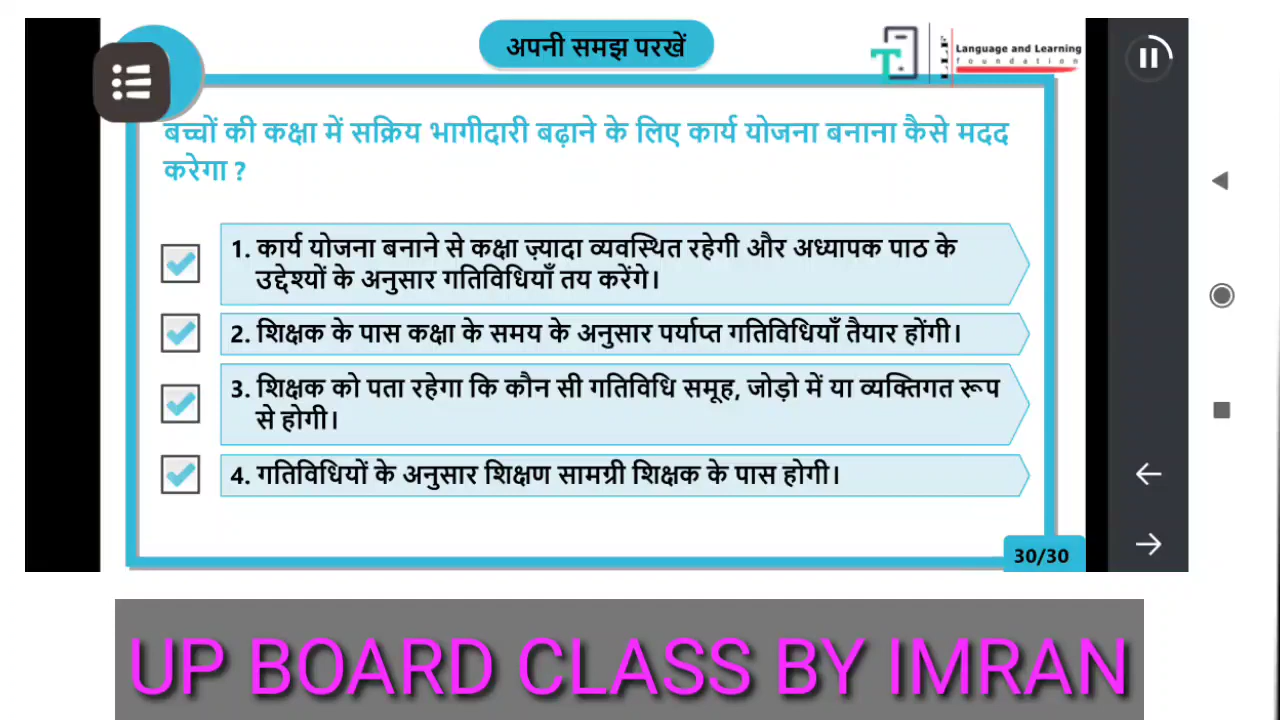 अपनी समझ परखें
Language and Learning
foundation
बच्चों की कक्षा में सक्रिय भागीदारी बढ़ाने के लिए कार्य योजना बनाना कैसे मदद
करेगा ?
1. कार्य योजना बनाने से कक्षा ज़्यादा व्यवस्थित रहेगी और अध्यापक पाठ के
उद्देश्यों के अनुसार गतिविधियाँ तय करेंगे।
2. शिक्षक के पास कक्षा के समय के अनुसार पर्याप्त गतिविधियाँ तैयार होंगी।
3. शिक्षक को पता रहेगा कि कौन सी गतिविधि समूह, जोड़ो में या व्यक्तिगत रूप
से होगी।
4. गतिविधियों के अनुसार शिक्षण सामग्री शिक्षक के पास होगी।
30/30
UP BOARD CLASS BY IMRAN